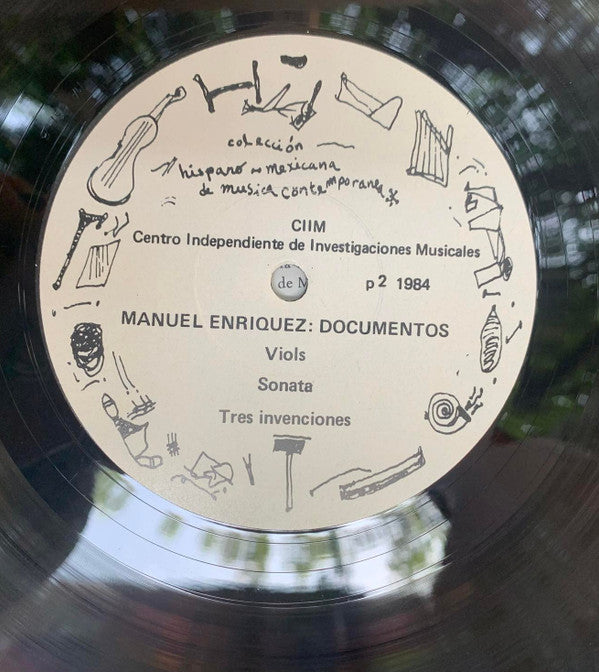 colección
hispano ~ mexicana
de musica contemporanea
CIIM
Centro Independiente de Investigaciones Musicales
de M
p 2 1984
MANUEL ENRIQUEZ: DOCUMENTOS
Viols
Sonata
Tres invenciones